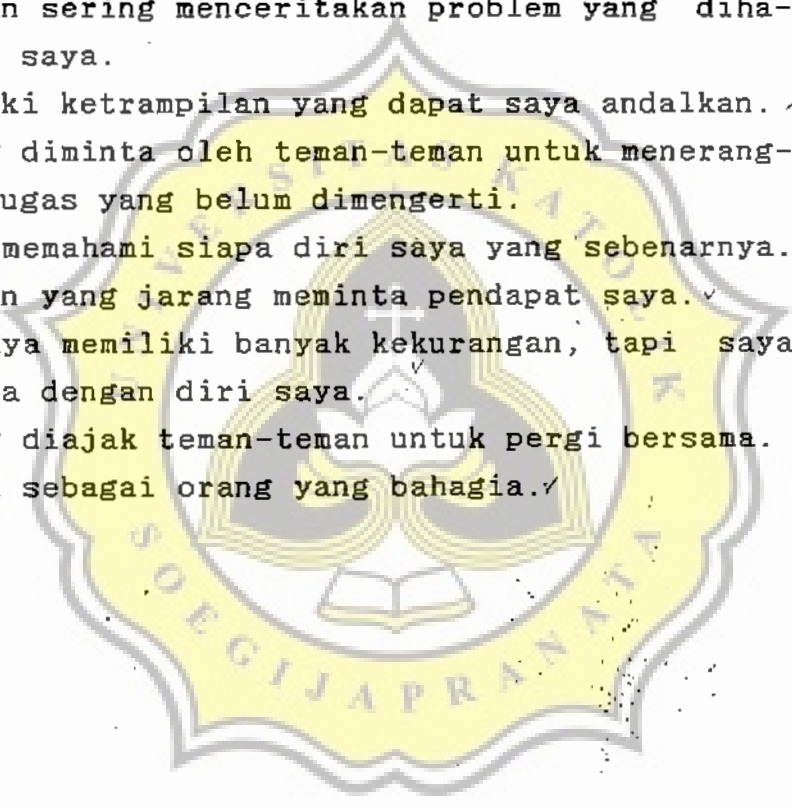 n sering menceritakan problem yang diha-
saya.
ki ketrampilan yang dapat saya andalkan.
diminta oleh teman-teman untuk menerang-
ugas yang belum dimengerti.
memahami siapa diri saya yang sebenarnya.
n yang jarang meminta pendapat saya.
ya memiliki banyak kekurangan, tapi saya
a dengan diri saya.
diajak teman-teman untuk pergi bersama.
sebagai orang yang bahagia.
UNIVERSITAS KATOLIK
SOEGIJAPRANATA